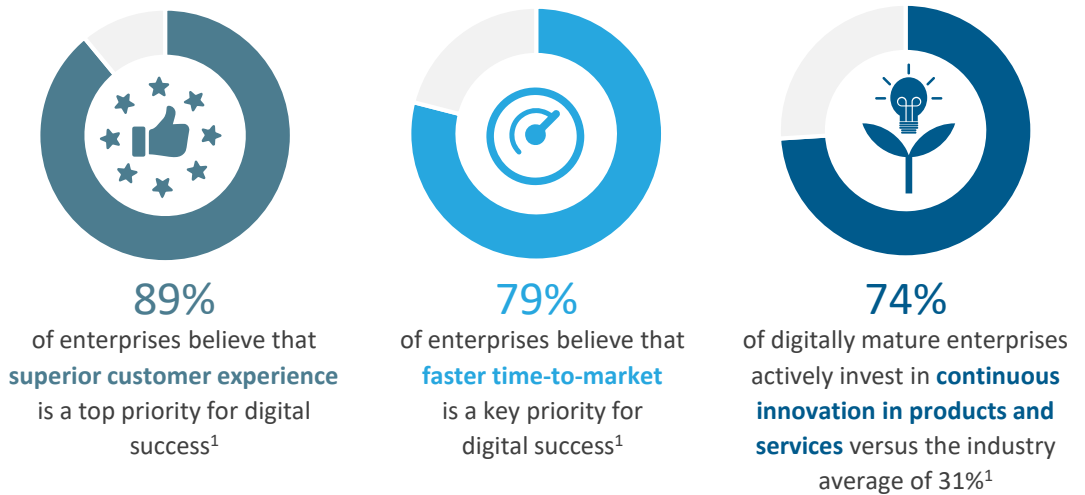 89%
of enterprises believe that
superior customer experience
is a top priority for digital
success¹
79%
of enterprises believe that
faster time-to-market
is a key priority for
digital success¹
74%
of digitally mature enterprises
actively invest in continuous
innovation in products and
services versus the industry
average of 31%¹